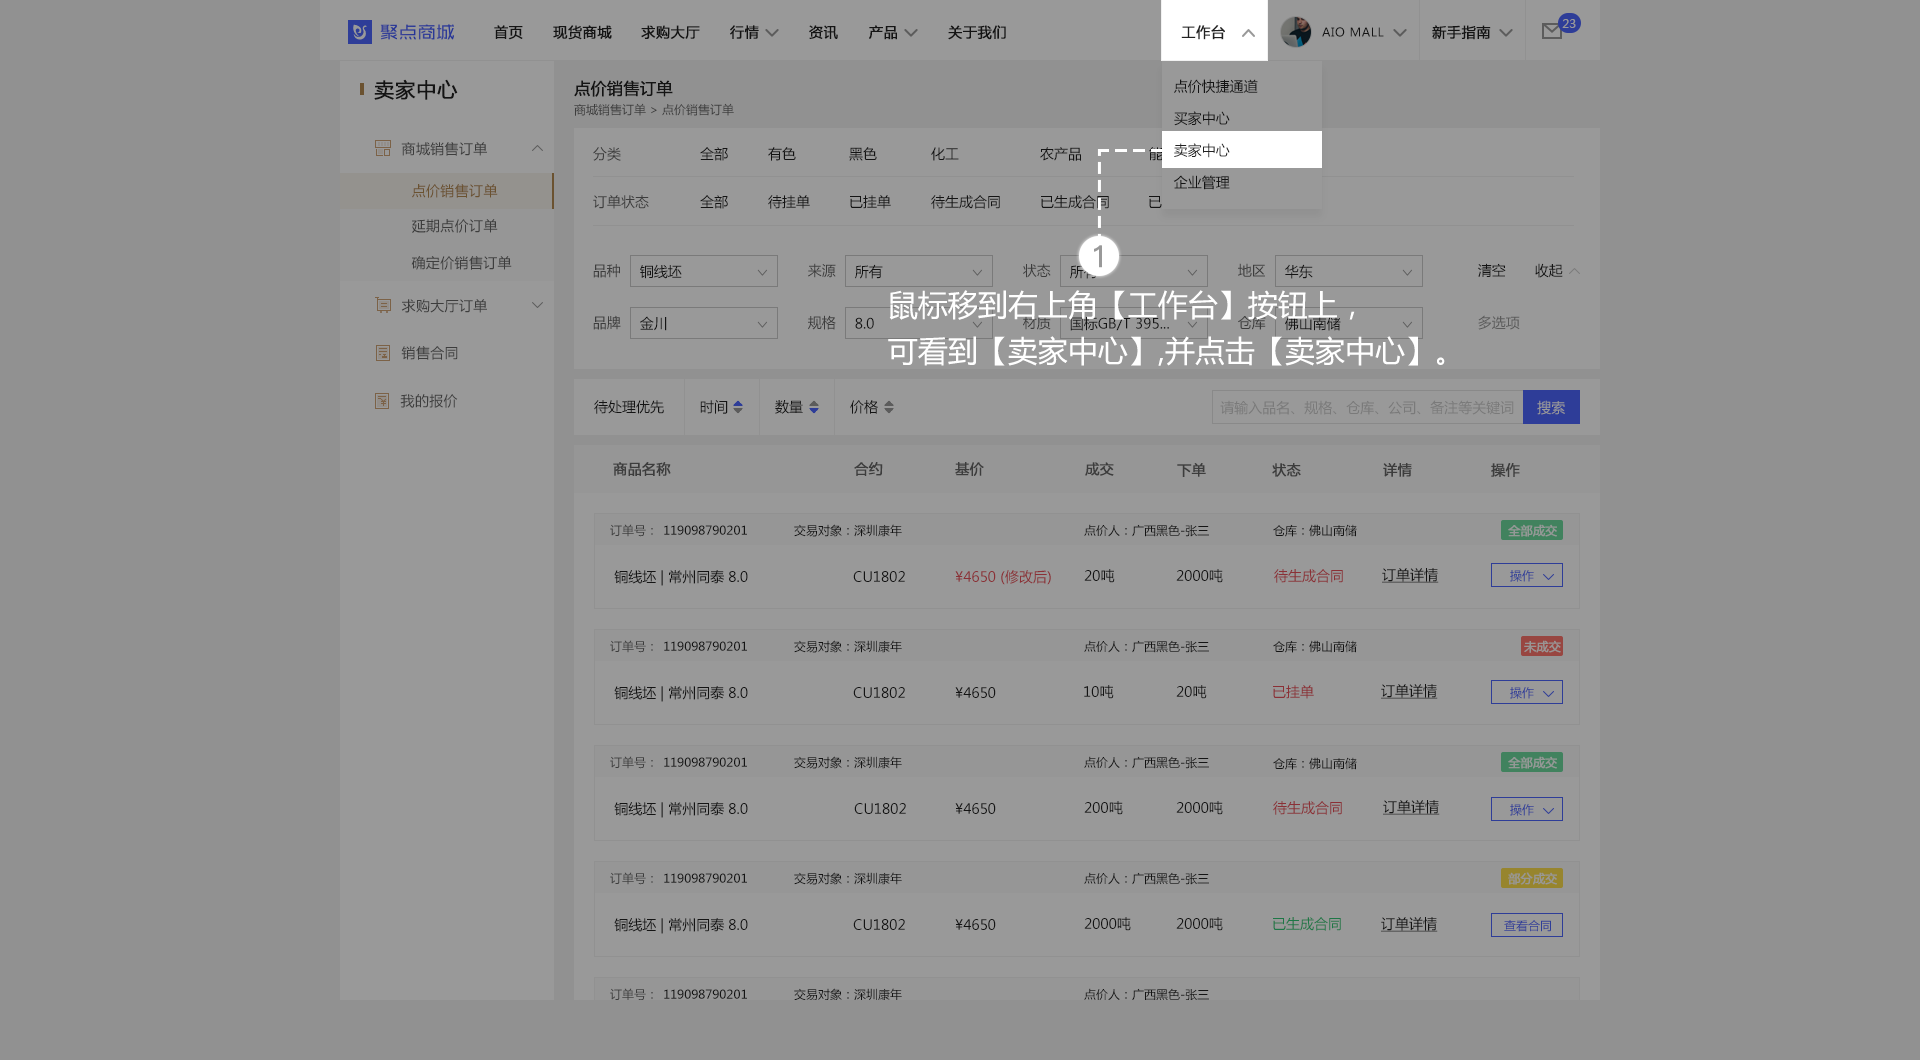 聚点商城 首页 现货商城 求购大厅 行情 资讯 产品 关于我们 工作台 AIO MALL 新手指南 23
点价快捷通道
买家中心
卖家中心
企业管理
卖家中心
商城销售订单
点价销售订单
延期点价订单
确定价销售订单
求购大厅订单
销售合同
我的报价
点价销售订单
商城销售订单 > 点价销售订单
分类 全部 有色 黑色 化工 农产品 能
订单状态 全部 待挂单 已挂单 待生成合同 已生成合同 已
1
品种 铜线坯 来源 所有 状态 所有 地区 华东 清空 收起
品牌 金川 规格 8.0 材质 国标GB/T 395... 仓库 佛山南储 多选项
鼠标移到右上角【工作台】按钮上，
可看到【卖家中心】,并点击【卖家中心】。
待处理优先 时间 数量 价格 请输入品名、规格、仓库、公司、备注等关键词 搜索
商品名称 合约 基价 成交 下单 状态 详情 操作
订单号： 119098790201 交易对象：深圳康年 点价人：广西黑色-张三 仓库：佛山南储 全部成交
铜线坯 | 常州同泰 8.0 CU1802 ¥4650 (修改后) 20吨 2000吨 待生成合同 订单详情 操作
订单号： 119098790201 交易对象：深圳康年 点价人：广西黑色-张三 仓库：佛山南储 未成交
铜线坯 | 常州同泰 8.0 CU1802 ¥4650 10吨 20吨 已挂单 订单详情 操作
订单号： 119098790201 交易对象：深圳康年 点价人：广西黑色-张三 仓库：佛山南储 全部成交
铜线坯 | 常州同泰 8.0 CU1802 ¥4650 200吨 2000吨 待生成合同 订单详情 操作
订单号： 119098790201 交易对象：深圳康年 点价人：广西黑色-张三 部分成交
铜线坯 | 常州同泰 8.0 CU1802 ¥4650 2000吨 2000吨 已生成合同 订单详情 查看合同
订单号： 119098790201 交易对象：深圳康年 点价人：广西黑色-张三